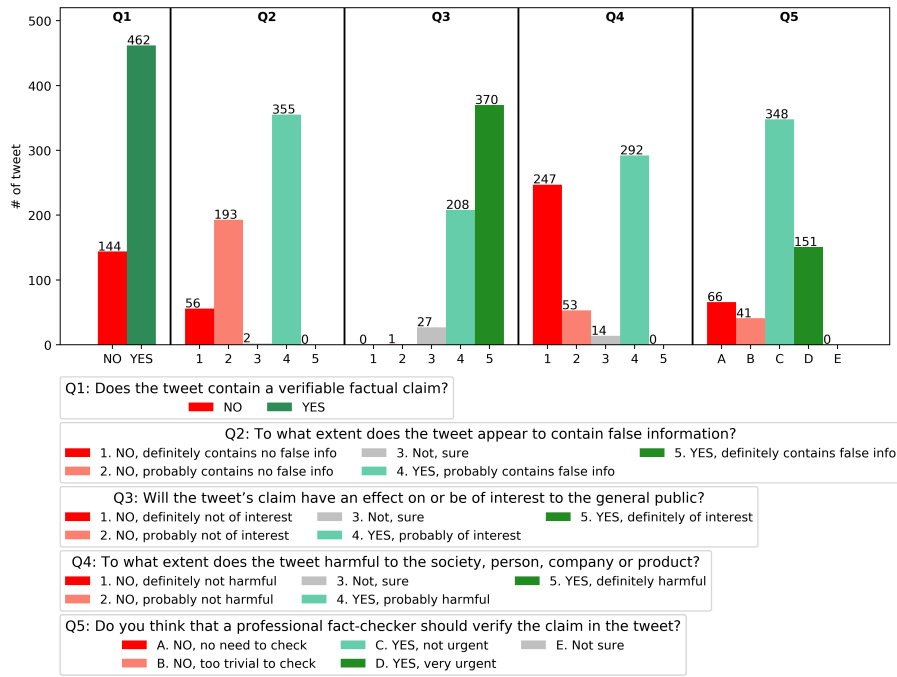 Q1 Q2 Q3 Q4 Q5
500
400
300
200
100
0
# of tweet
144 462
56 193 2 355 0
0 1 27 208 370
247 53 14 292 0
66 41 348 151 0
NO YES 1 2 3 4 5 1 2 3 4 5 1 2 3 4 5 A B C D E
Q1: Does the tweet contain a verifiable factual claim?
NO YES
Q2: To what extent does the tweet appear to contain false information?
1. NO, definitely contains no false info 3. Not, sure 5. YES, definitely contains false info
2. NO, probably contains no false info 4. YES, probably contains false info
Q3: Will the tweet’s claim have an effect on or be of interest to the general public?
1. NO, definitely not of interest 3. Not, sure 5. YES, definitely of interest
2. NO, probably not of interest 4. YES, probably of interest
Q4: To what extent does the tweet harmful to the society, person, company or product?
1. NO, definitely not harmful 3. Not, sure 5. YES, definitely harmful
2. NO, probably not harmful 4. YES, probably harmful
Q5: Do you think that a professional fact-checker should verify the claim in the tweet?
A. NO, no need to check C. YES, not urgent E. Not sure
B. NO, too trivial to check D. YES, very urgent